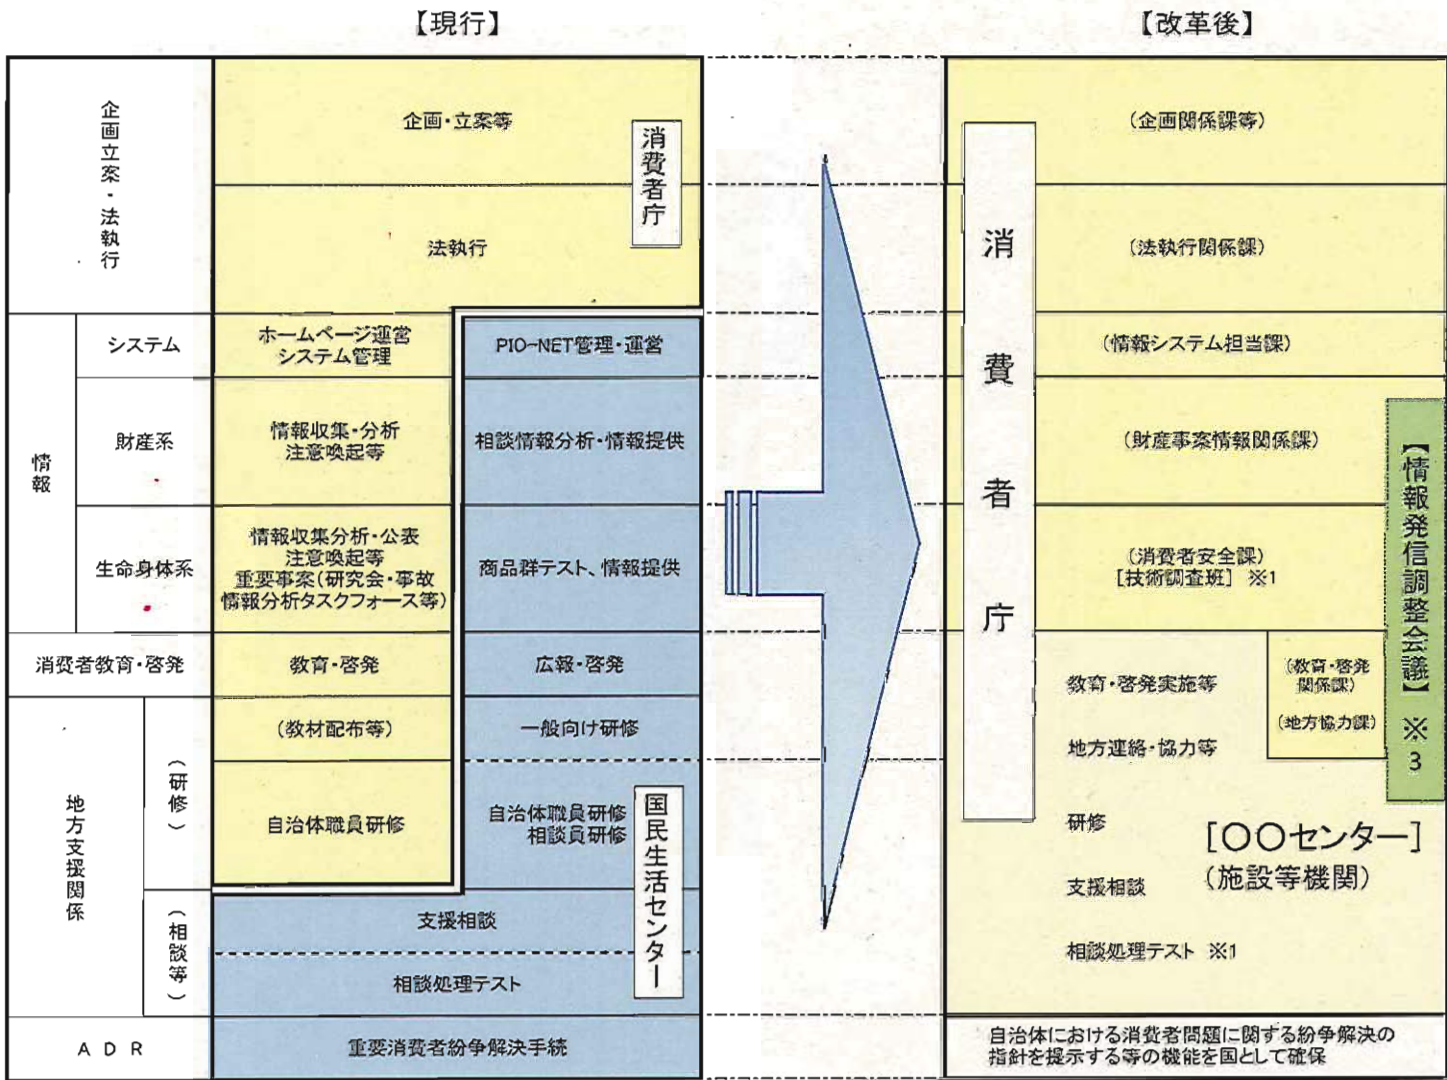 【現行】
【改革後】
企画立案・法執行
企画・立案等
消費者庁
法執行
情報
システム
ホームページ運営
システム管理
PIO-NET管理・運営
財産系
情報収集・分析
注意喚起等
相談情報分析・情報提供
生命身体系
情報収集分析・公表
注意喚起等
重要事案(研究会・事故
情報分析タスクフォース等)
商品群テスト、情報提供
消費者教育・啓発
教育・啓発
広報・啓発
地方支援関係
(研修)
(教材配布等)
一般向け研修
自治体職員研修
自治体職員研修
相談員研修
国民生活センター
(相談等)
支援相談
相談処理テスト
ADR
重要消費者紛争解決手続
消費者庁
(企画関係課等)
(法執行関係課)
(情報システム担当課)
(財産事案情報関係課)
(消費者安全課)
[技術調査班] ※1
【情報発信調整会議】※3
教育・啓発実施等
(教育・啓発
関係課)
(地方協力課)
地方連絡・協力等
研修
[〇〇センター]
(施設等機関)
支援相談
相談処理テスト ※1
自治体における消費者問題に関する紛争解決の
指針を提示する等の機能を国として確保